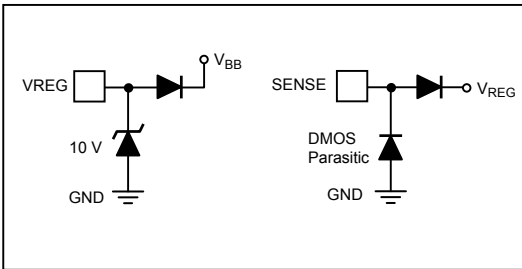 VREG
VBB
10 V
GND
SENSE
VREG
DMOS
Parasitic
GND